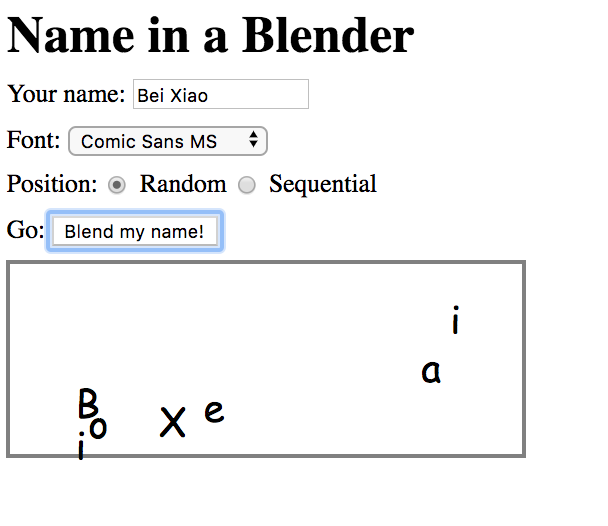 Name in a Blender
Your name: Bei Xiao
Font: Comic Sans MS
Position: Random Sequential
Go: Blend my name!
i
a
B
X e
o
i